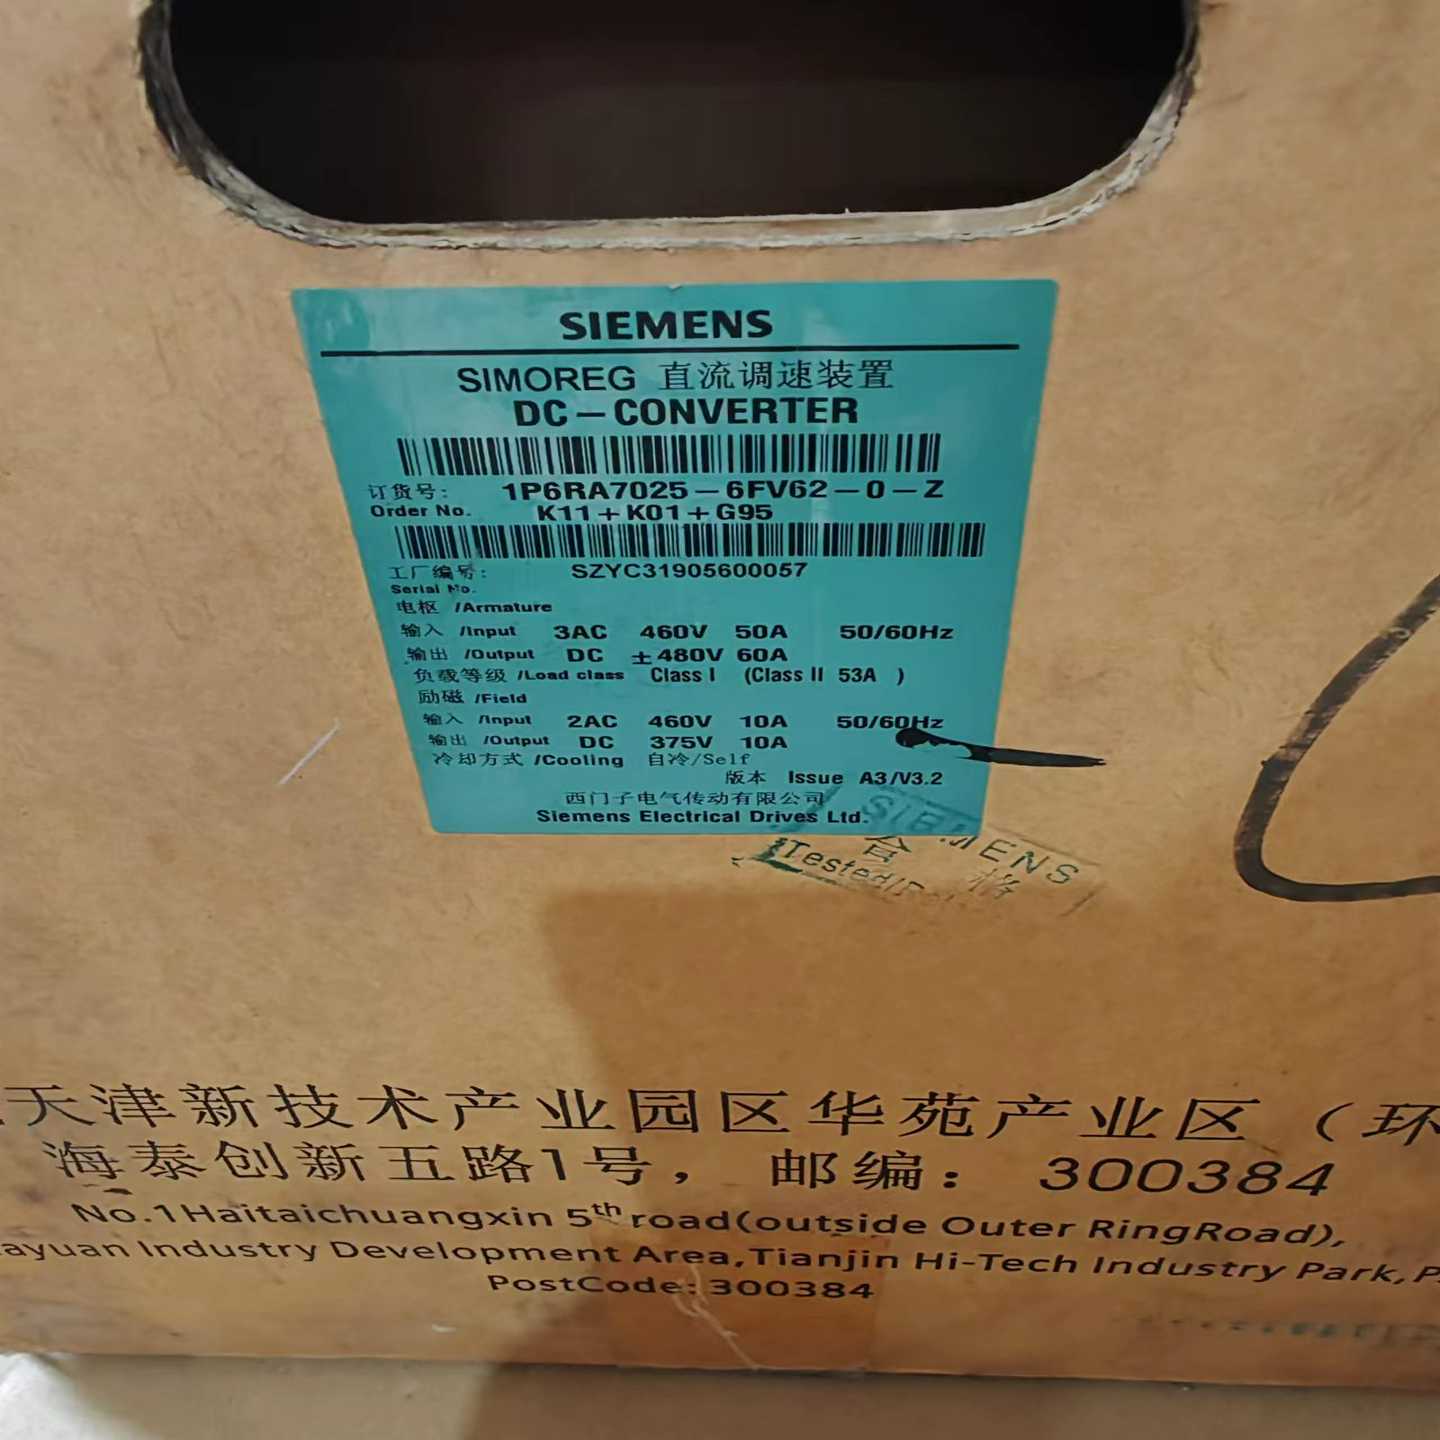 SIEMENS
SIMOREG 直流调速装置
DC-CONVERTER
订货号: 1P6RA7025-6FV62-0-Z
Order No. K11+K01+G95
工厂编号: SZYC31905600057
Serial No.
电枢 /Armature
输入 /Input 3AC 460V 50A 50/60Hz
输出 /Output DC ±480V 60A
负载等级 /Load class Class I (Class II 53A )
励磁 /Field
输入 /Input 2AC 460V 10A 50/60Hz
输出 /Output DC 375V 10A
冷却方式 /Cooling 自冷/Self
版本 Issue A3/V3.2
西门子电气传动有限公司
Siemens Electrical Drives Ltd.
SIEMENS
合格
Tested/
天津新技术产业园区华苑产业区（环
海泰创新五路1号， 邮编：300384
No.1Haitaichuangxin 5th road(outside Outer RingRoad),
ayuan Industry Development Area,Tianjin Hi-Tech Industry Park,P
PostCode:300384